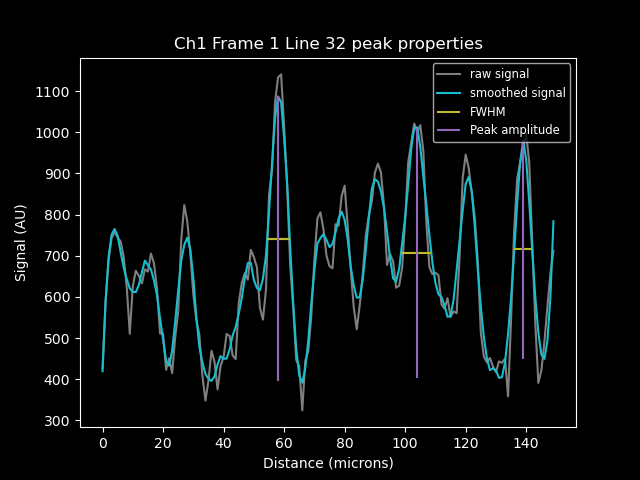 Ch1 Frame 1 Line 32 peak properties
raw signal
smoothed signal
FWHM
Peak amplitude
Signal (AU)
1100
1000
900
800
700
600
500
400
300
0 20 40 60 80 100 120 140
Distance (microns)